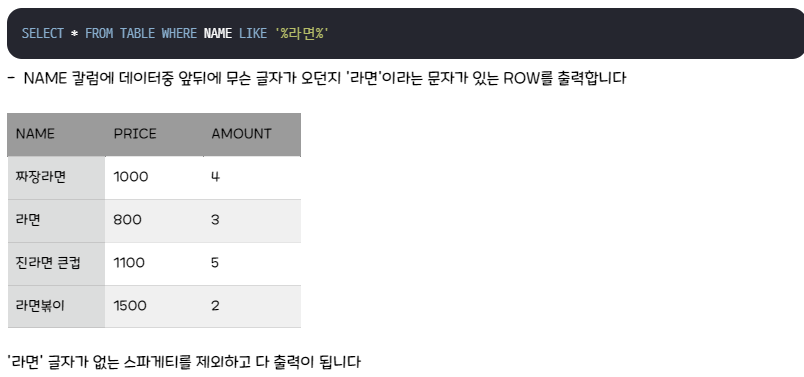 SELECT * FROM TABLE WHERE NAME LIKE '%라면%'
- NAME 칼럼에 데이터중 앞뒤에 무슨 글자가 오던지 '라면'이라는 문자가 있는 ROW를 출력합니다
NAME PRICE AMOUNT
짜장라면 1000 4
라면 800 3
진라면 큰컵 1100 5
라면볶이 1500 2
'라면' 글자가 없는 스파게티를 제외하고 다 출력이 됩니다